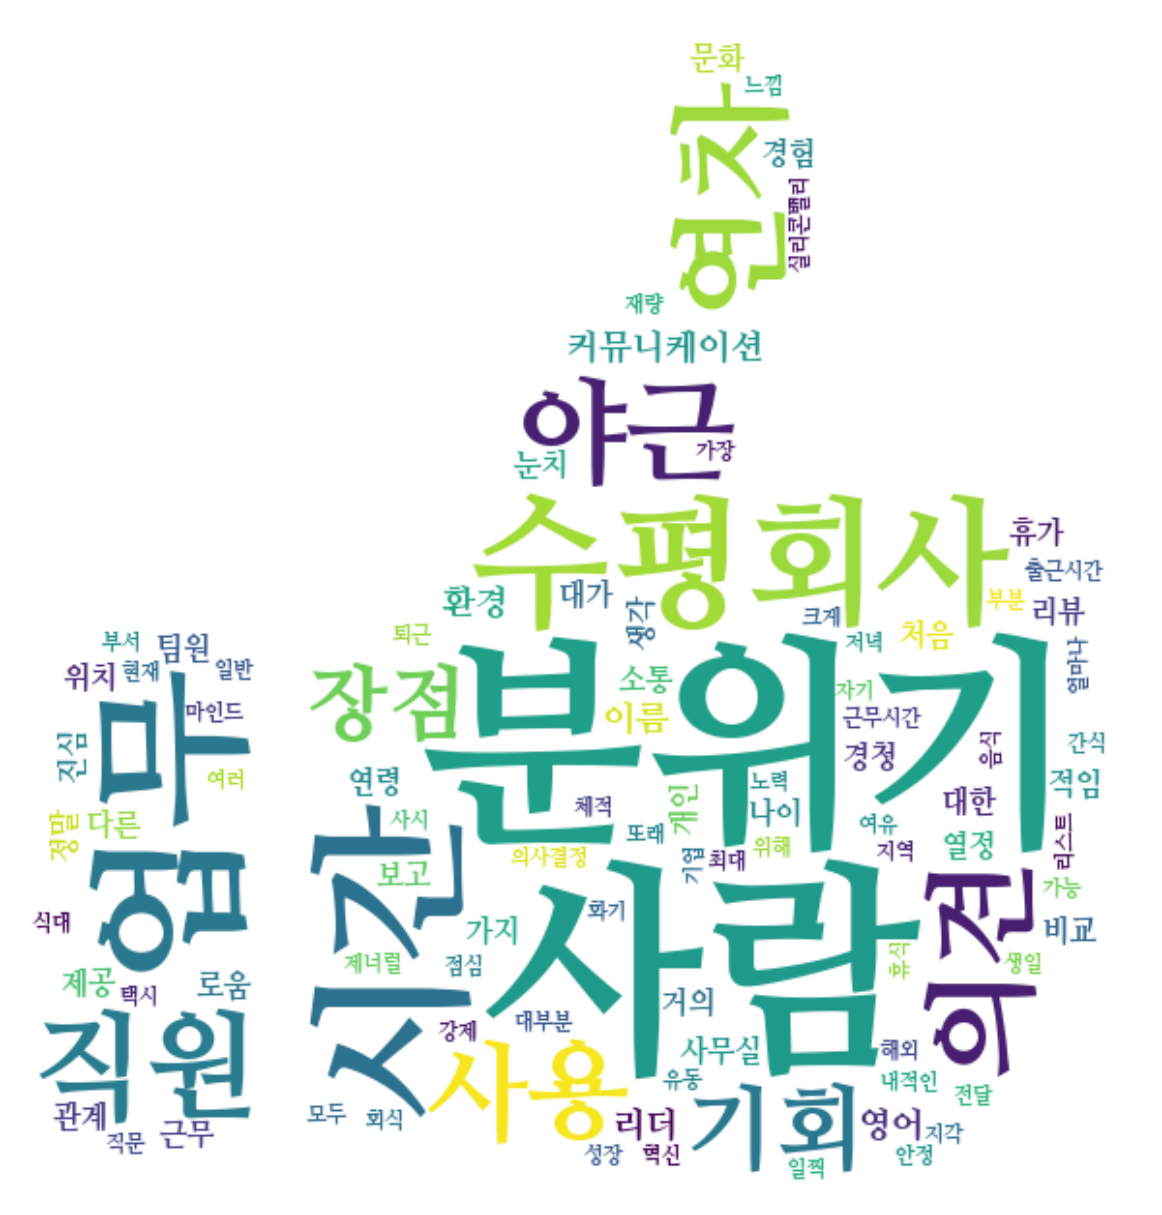 문화
느낌
연차
경험
실리콘밸리
재량
커뮤니케이션
야근
가장
눈치
수평
회사
휴가
출근시간
환경
대가
생각
크게
부분
리뷰
퇴근
저녁
처음
얼마나
부서
팀원
위치
현재
일반
장점
분위기
소통
이름
자기
근무시간
마인드
업무
진심
여러
연령
경청
음식
간식
적임
정말
다른
사시
체적
개인
노력
나이
대한
시간
또래
여유
의사결정
위해
지역
열정
리스트
보고
기업
최대
사람
의견
가능
식대
가지
화기
비교
제공
택시
로움
제너럴
점심
거의
휴식
생일
직원
강제
대부분
사용
사무실
해외
유동
내적인
전달
관계
직문
근무
모두
회식
리더
기회
영어
지각
성장
혁신
일찍
안정